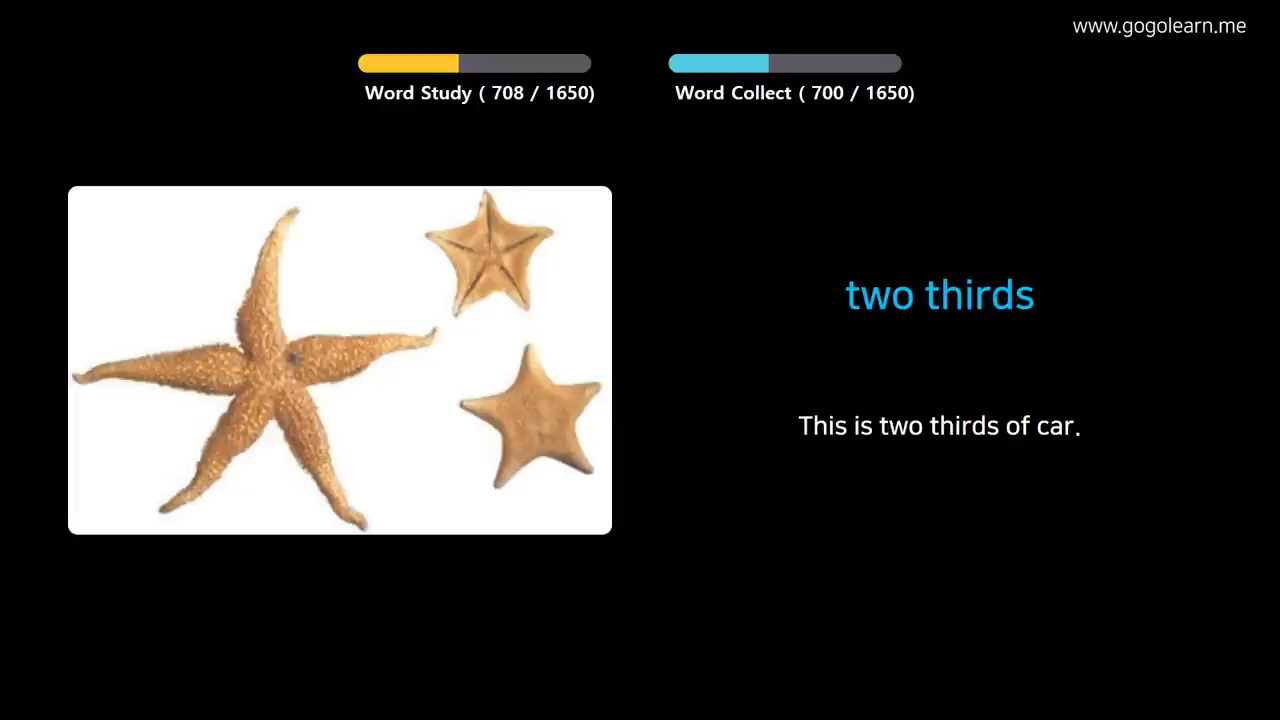 www.gogolearn.me
Word Study ( 708 / 1650)
Word Collect ( 700 / 1650)
two thirds
This is two thirds of car.